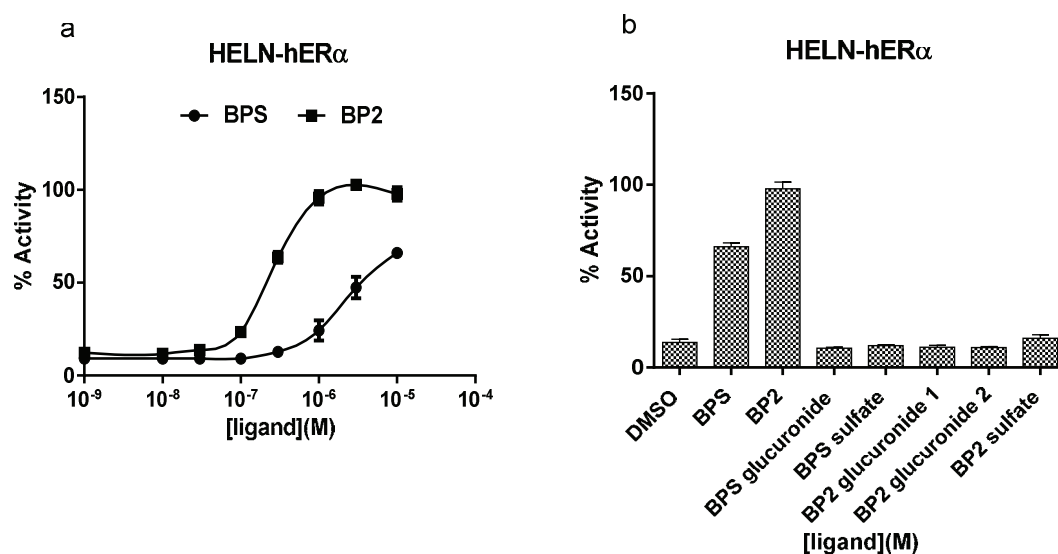 a
HELN-hERα
BPS BP2
150
100
50
0
% Activity
10-9 10-8 10-7 10-6 10-5 10-4
[ligand](M)
b
HELN-hERα
150
100
50
0
% Activity
DMSO
BPS
BP2
BPS glucuronide
BPS sulfate
BP2 glucuronide 1
BP2 glucuronide 2
BP2 sulfate
[ligand](M)